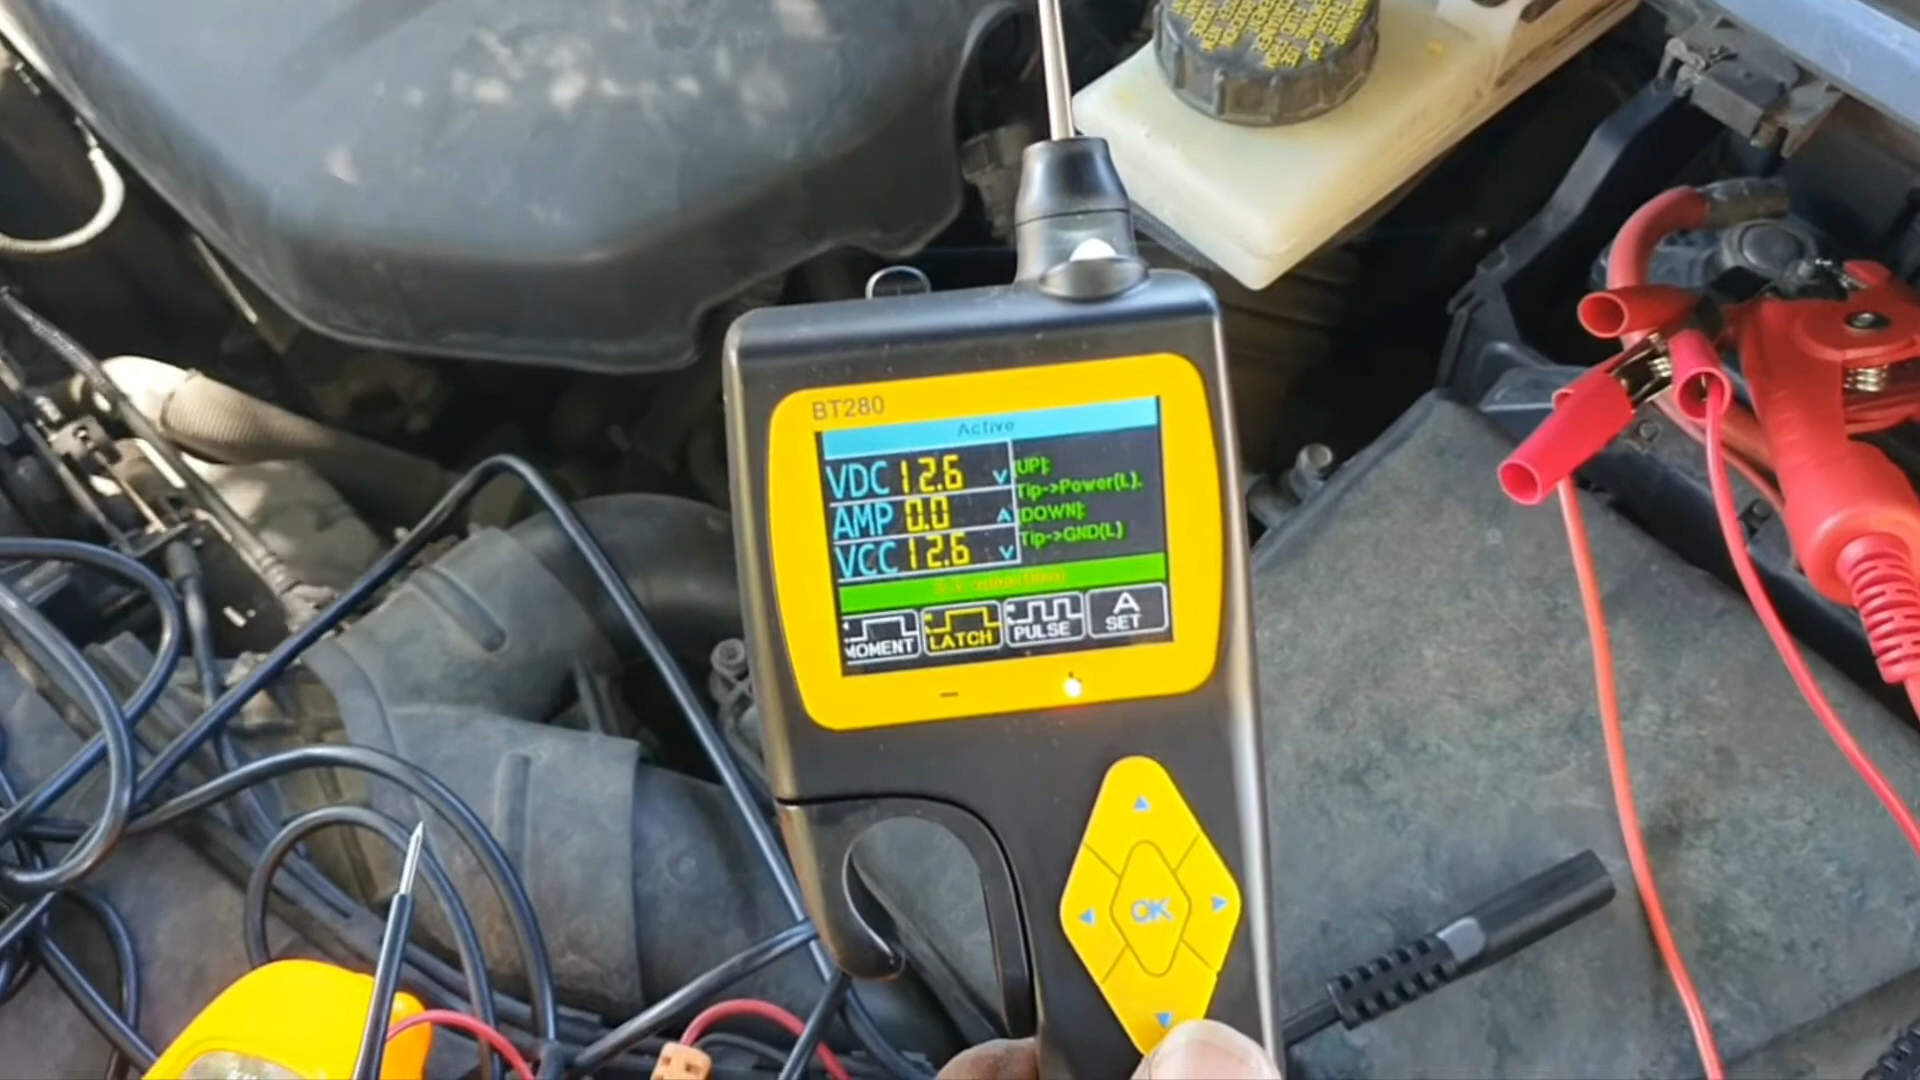 BT280
Active
VDC 12.6 V
AMP 0.0 A
VCC 12.6 V
[UP]:
Tip->Power(L).
[DOWN]:
Tip->GND(L)
MOMENT
LATCH
PULSE
A
SET
OK